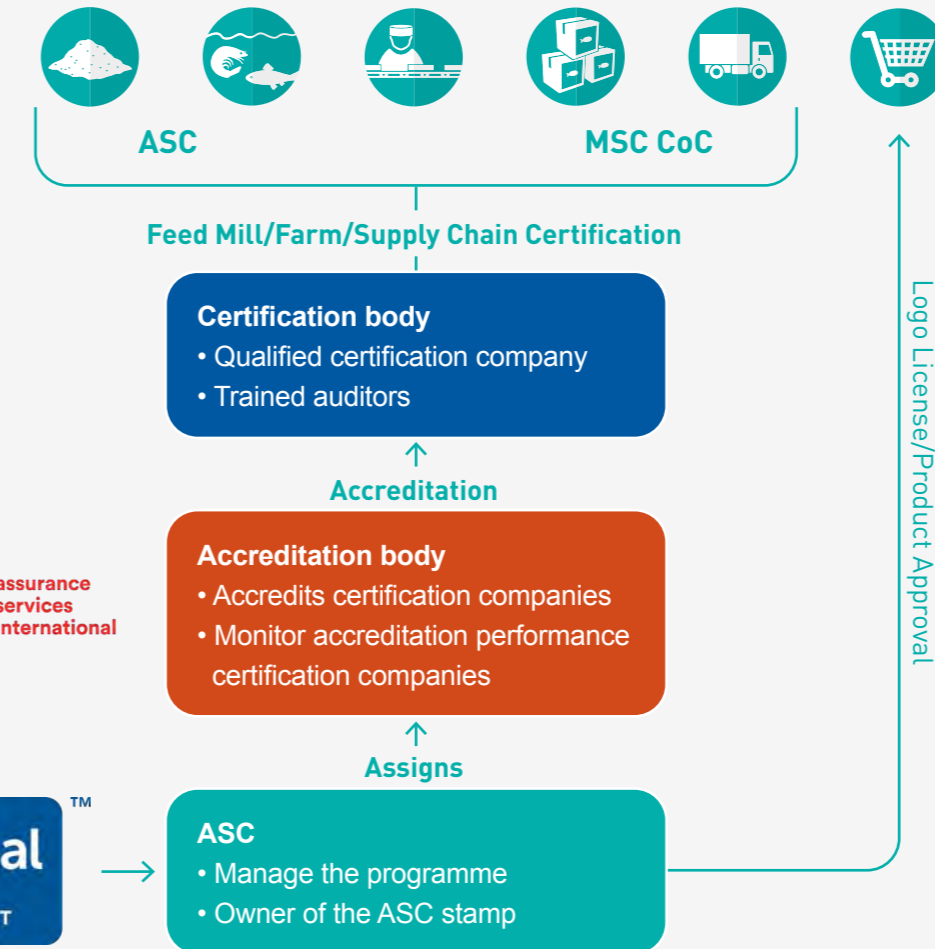 ASC
MSC CoC
Feed Mill/Farm/Supply Chain Certification
Certification body
• Qualified certification company
• Trained auditors
Accreditation
Accreditation body
• Accredits certification companies
• Monitor accreditation performance
certification companies
assurance
services
international
Assigns
ASC
• Manage the programme
• Owner of the ASC stamp
TM
al
T
Logo License/Product Approval